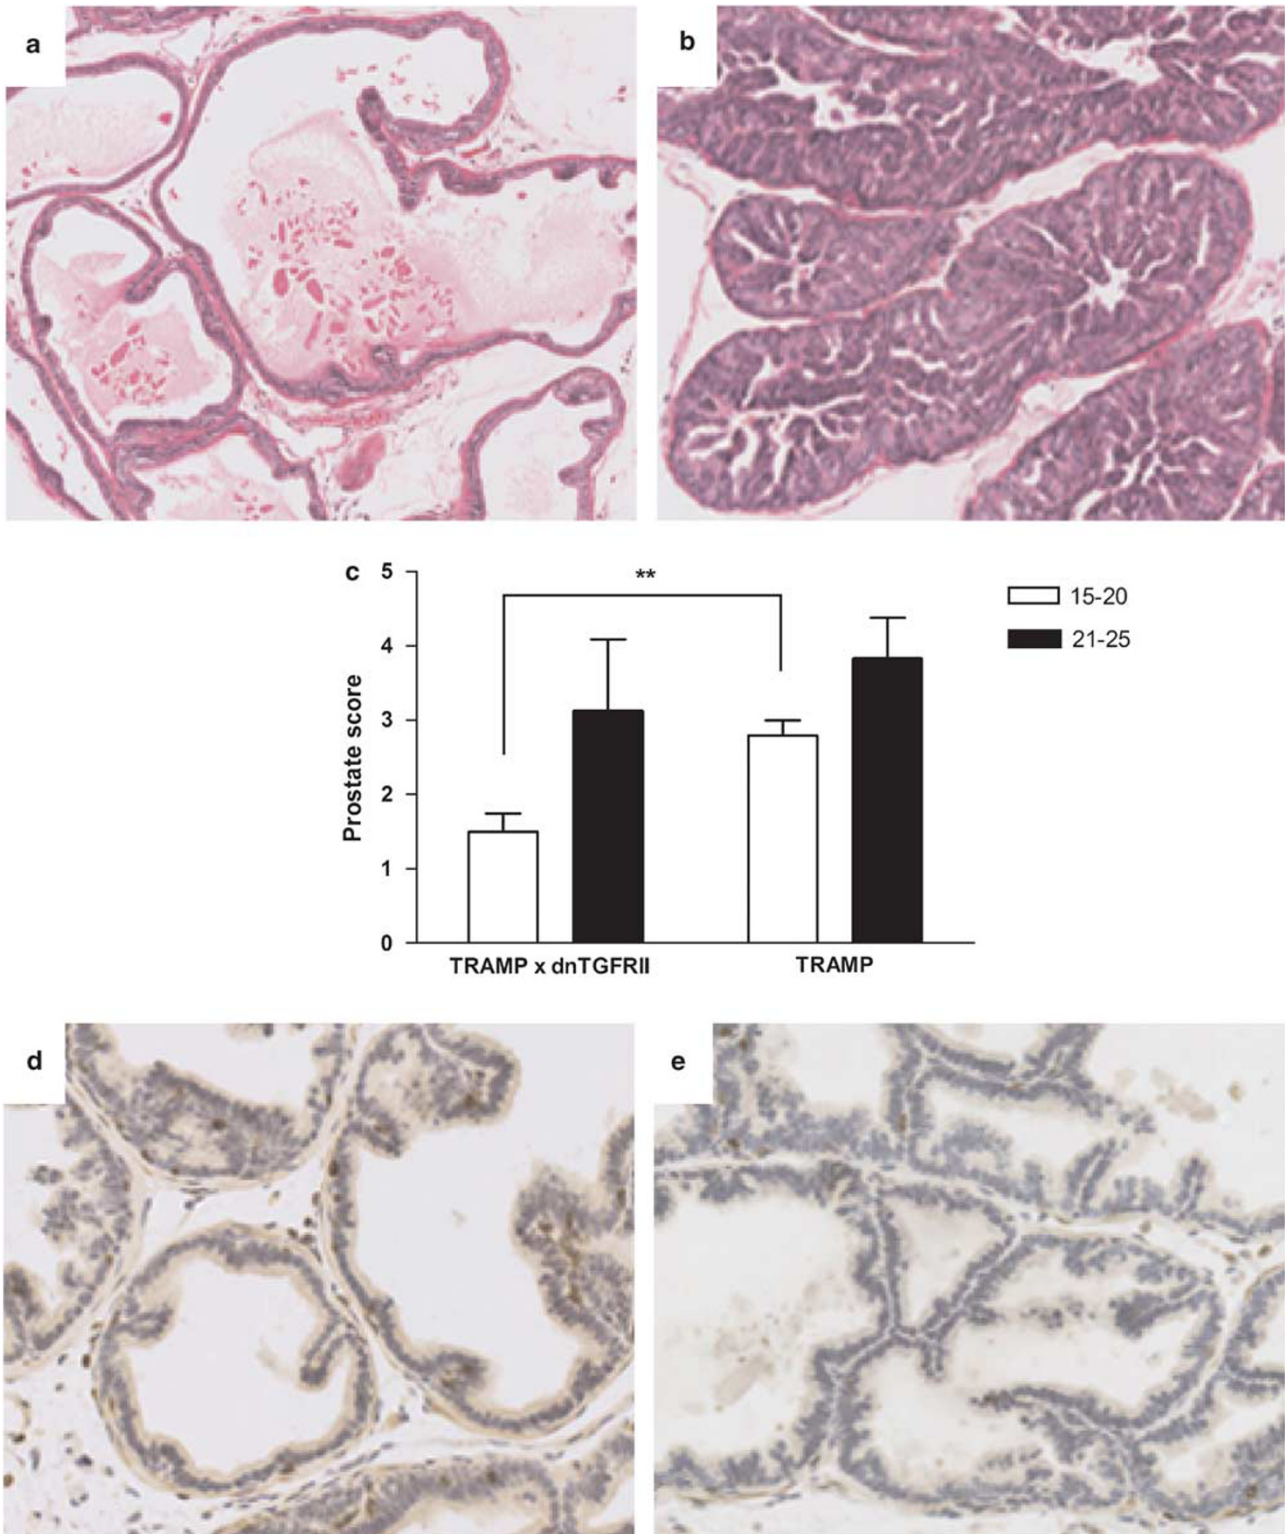 a
b
c
5
**
15-20
21-25
4
3
2
1
0
Prostate score
TRAMP x dnTGFRII
TRAMP
d
e